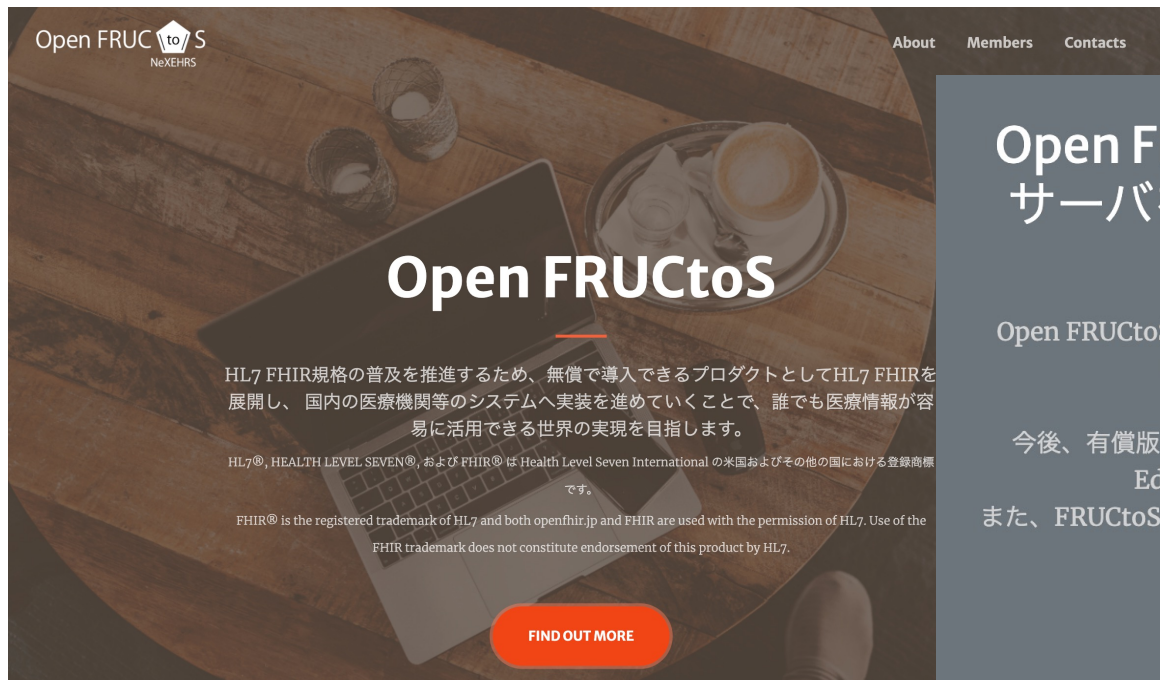 Open FRUC to S
NeXEHRS
About Members Contacts
Open FRUCtoS
HL7 FHIR規格の普及を推進するため、無償で導入できるプロダクトとしてHL7 FHIRを
展開し、 国内の医療機関等のシステムへ実装を進めていくことで、誰でも医療情報が容
易に活用できる世界の実現を目指します。
HL7®, HEALTH LEVEL SEVEN®, および FHIR® は Health Level Seven International の米国およびその他の国における登録商標
です。
FHIR® is the registered trademark of HL7 and both openfhir.jp and FHIR are used with the permission of HL7. Use of the
FHIR trademark does not constitute endorsement of this product by HL7.
FIND OUT MORE
Open F
サーバ
Open FRUCtoS
今後、有償版
Ed
また、FRUCtoS